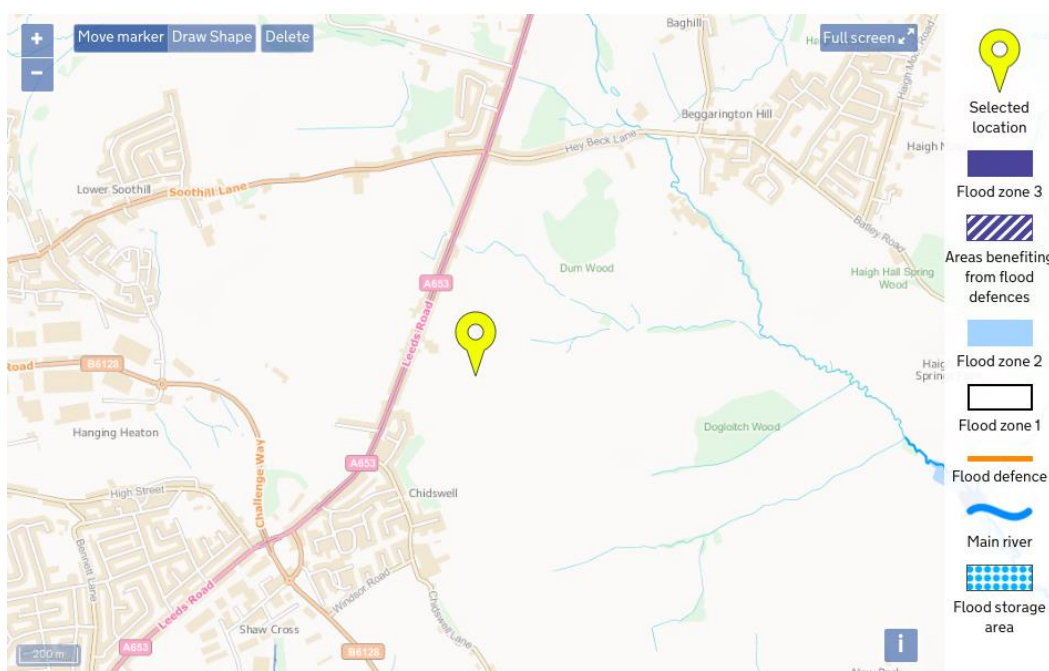 +
−
Move marker
Draw Shape
Delete
Full screen
Baghill
Haigh Moor Road
Beggarington Hill
Hey Beck Lane
Lower Soothill
Soothill Lane
Batley Road
Dum Wood
Haigh Hall Spring
Wood
A653
Leeds Road
B6128
Road
Hanging Heaton
Challenge Way
Dogloitch Wood
A653
Chidswell
High Street
Bennett Lane
Leeds Road
Windsor Road
Chidswell Lane
Shaw Cross
A653
B6128
200 m
i
Selected
location
Flood zone 3
Areas benefiting
from flood
defences
Flood zone 2
Flood zone 1
Flood defence
Main river
Flood storage
area